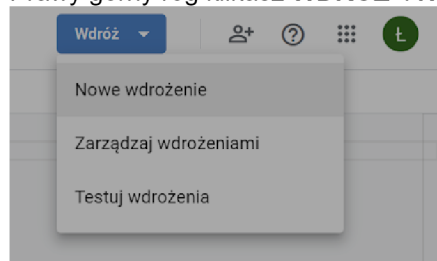 Wdróż
Ł
Nowe wdrożenie
Zarządzaj wdrożeniami
Testuj wdrożenia